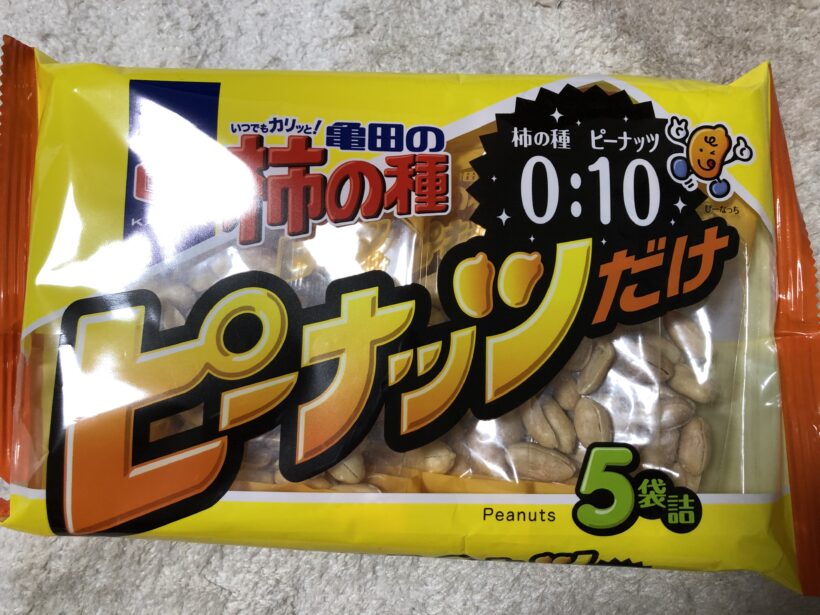 いつでもカリッと!
亀田の
柿の種
柿の種 ピーナッツ
0:10
ぴーなっち
ピーナッツだけ
Peanuts
5袋詰